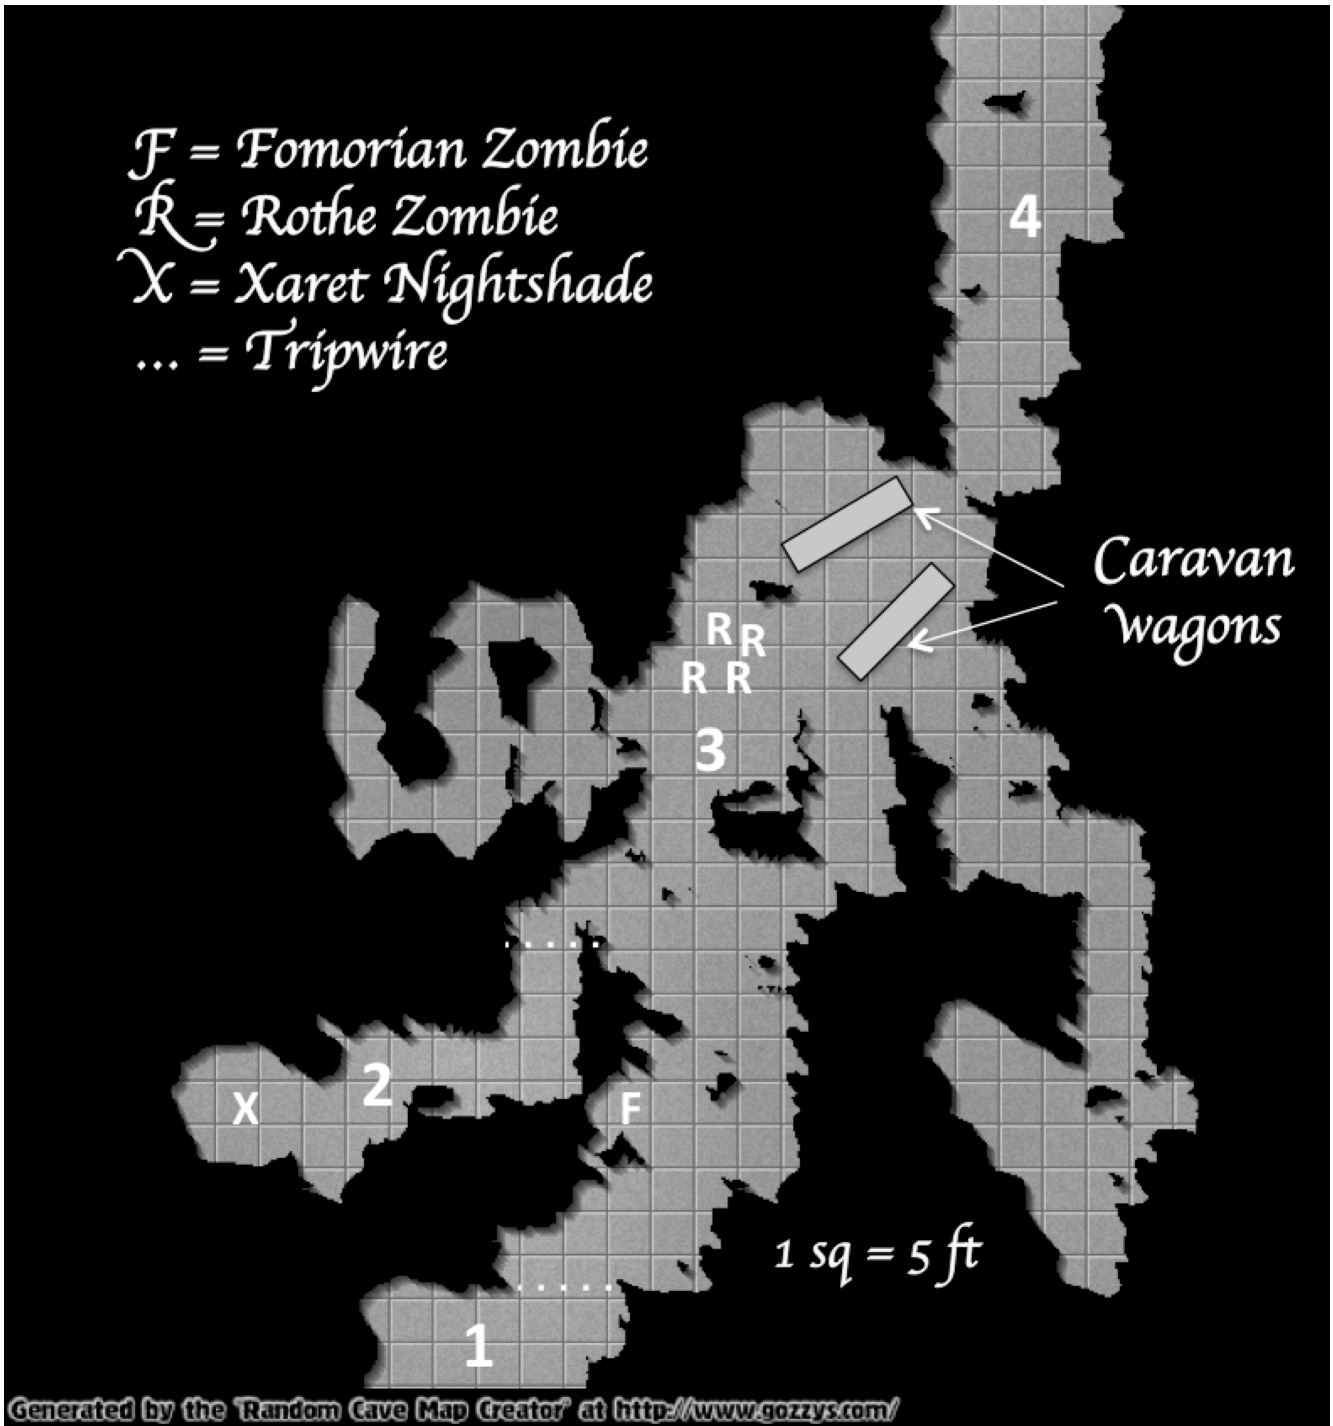 F = Fomorian Zombie
R = Rothe Zombie
X = Xaret Nightshade
... = Tripwire
4
Caravan
wagons
R R
R R
3
2
X
F
1 sq = 5 ft
1
Generated by the "Random Cave Map Creator" at http://www.gozzys.com/